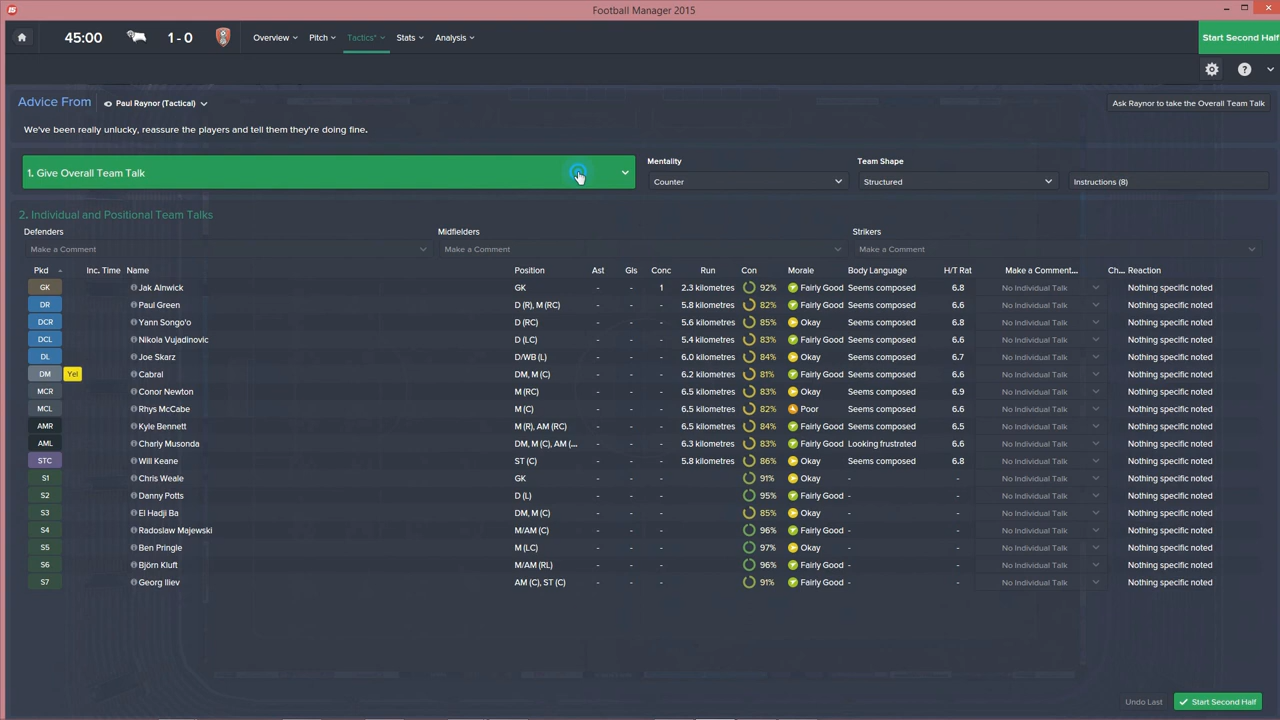 Football Manager 2015
45:00 1 - 0 Overview Pitch Tactics* Stats Analysis Start Second Half
Advice From Paul Raynor (Tactical) Ask Raynor to take the Overall Team Talk
We've been really unlucky, reassure the players and tell them they're doing fine.
Mentality Team Shape
1. Give Overall Team Talk Counter Structured Instructions (8)
2. Individual and Positional Team Talks
Defenders Midfielders Strikers
Make a Comment Make a Comment Make a Comment
Pkd Inc. Time Name Position Ast Gls Conc Run Con Morale Body Language H/T Rat Make a Comment... Ch... Reaction
GK Jak Alnwick GK - - 1 2.3 kilometres 92% Fairly Good Seems composed 6.8 No Individual Talk Nothing specific noted
DR Paul Green D (R), M (RC) - - - 5.8 kilometres 82% Fairly Good Seems composed 6.6 No Individual Talk Nothing specific noted
DCR Yann Songo'o D (RC) - - - 5.6 kilometres 85% Okay Seems composed 6.8 No Individual Talk Nothing specific noted
DCL Nikola Vujadinovic D (LC) - - - 5.4 kilometres 83% Fairly Good Seems composed 6.6 No Individual Talk Nothing specific noted
DL Joe Skarz D/WB (L) - - - 6.0 kilometres 84% Okay Seems composed 6.7 No Individual Talk Nothing specific noted
DM Yel Cabral DM, M (C) - - - 6.2 kilometres 81% Fairly Good Seems composed 6.6 No Individual Talk Nothing specific noted
MCR Conor Newton M (RC) - - - 6.5 kilometres 83% Okay Seems composed 6.9 No Individual Talk Nothing specific noted
MCL Rhys McCabe M (C) - - - 6.5 kilometres 82% Poor Seems composed 6.6 No Individual Talk Nothing specific noted
AMR Kyle Bennett M (R), AM (RC) - - - 6.5 kilometres 84% Fairly Good Seems composed 6.5 No Individual Talk Nothing specific noted
AML Charly Musonda DM, M (C), AM (... - - - 6.3 kilometres 83% Fairly Good Looking frustrated 6.6 No Individual Talk Nothing specific noted
STC Will Keane ST (C) - - - 5.8 kilometres 86% Okay Seems composed 6.8 No Individual Talk Nothing specific noted
S1 Chris Weale GK - - - 91% Okay - - No Individual Talk Nothing specific noted
S2 Danny Potts D (L) - - - 95% Fairly Good - - No Individual Talk Nothing specific noted
S3 El Hadji Ba DM, M (C) - - - 85% Okay - - No Individual Talk Nothing specific noted
S4 Radoslaw Majewski M/AM (C) - - - 96% Fairly Good - - No Individual Talk Nothing specific noted
S5 Ben Pringle M (LC) - - - 97% Okay - - No Individual Talk Nothing specific noted
S6 Björn Kluft M/AM (RL) - - - 96% Fairly Good - - No Individual Talk Nothing specific noted
S7 Georg Iliev AM (C), ST (C) - - - 91% Fairly Good - - No Individual Talk Nothing specific noted
Undo Last Start Second Half